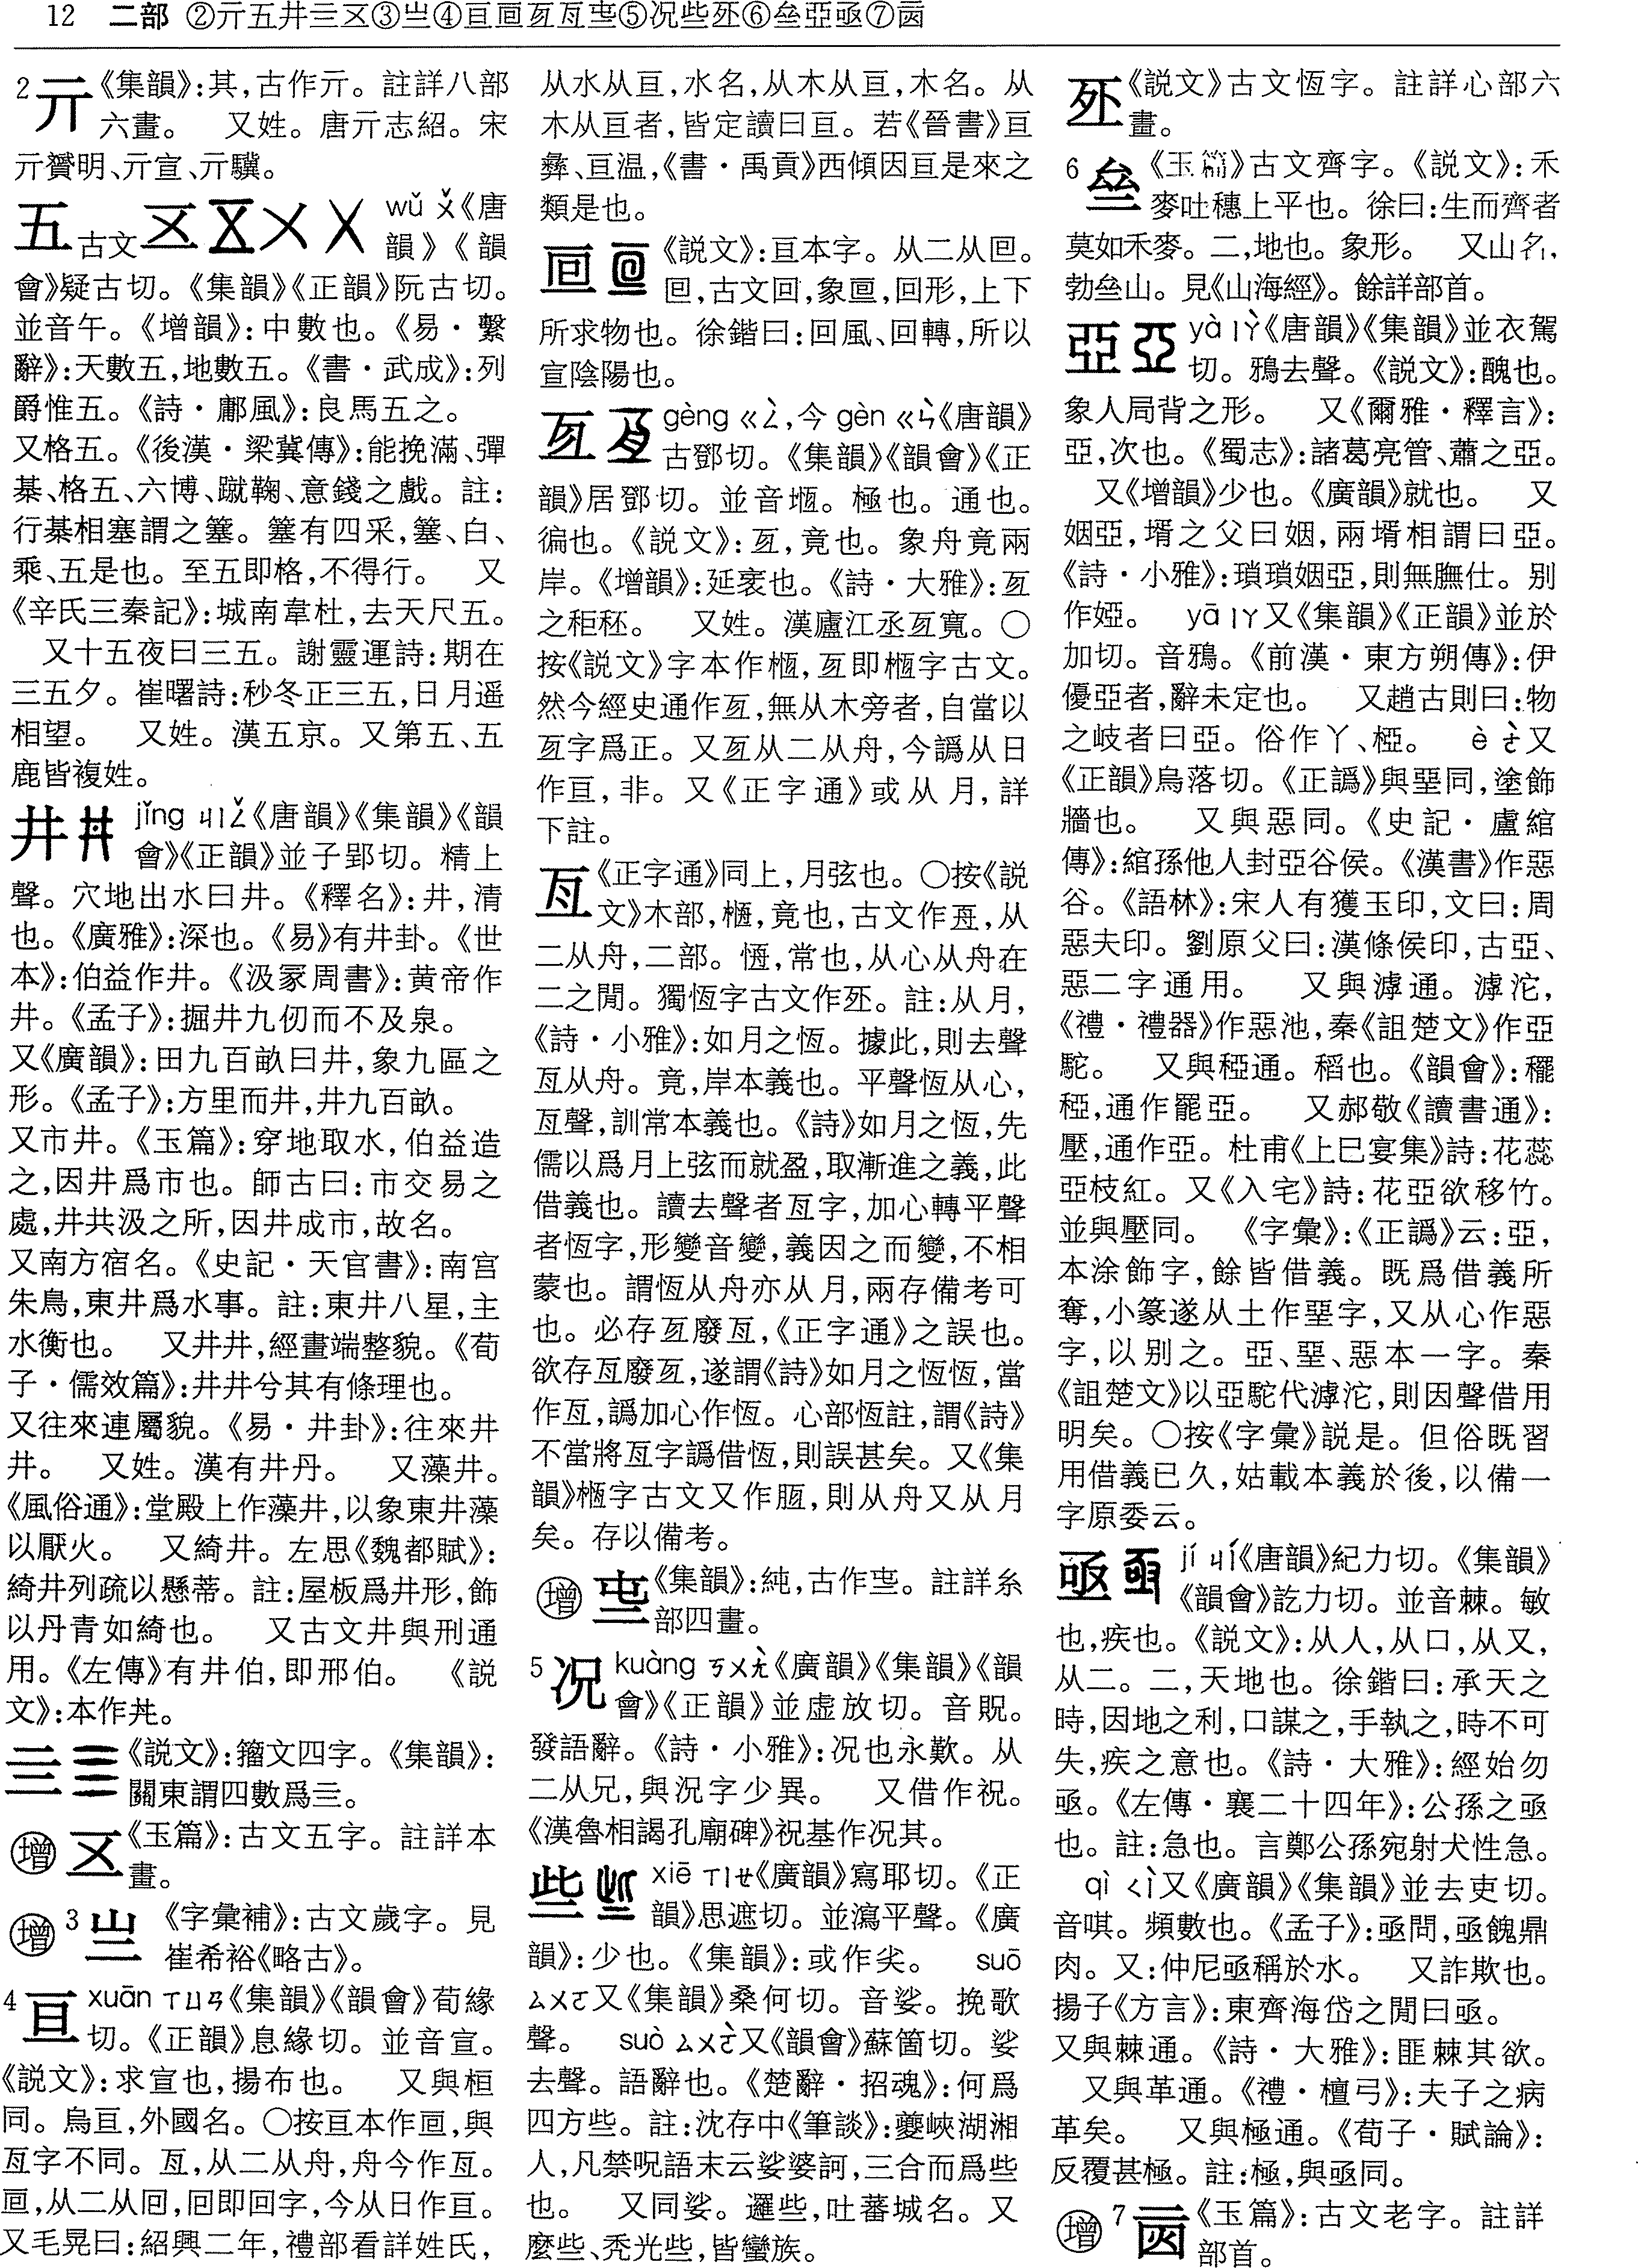 12 二部 ②亓五井亖㐅③亗④亘亙⑤况些⑥亝亞亟⑦
2亓《集韻》:其,古作亓。註詳八部
六畫。　又姓。唐亓志紹。宋
亓贇明、亓宣、亓驥。
五 古文 㐅 wǔ ㄨˇ《唐
韻》《韻
會》疑古切。《集韻》《正韻》阮古切。
並音午。《增韻》:中數也。《易·繫
辭》:天數五,地數五。《書·武成》:列
爵惟五。《詩·鄘風》:良馬五之。
又格五。《後漢·梁冀傳》:能挽滿、彈
棊、格五、六博、蹴鞠、意錢之戲。註:
行棊相塞謂之簺。簺有四采,簺、白、
乘、五是也。至五即格,不得行。　又
《辛氏三秦記》:城南韋杜,去天尺五。
又十五夜曰三五。謝靈運詩:期在
三五夕。崔曙詩:秒冬正三五,日月遥
相望。　又姓。漢五京。又第五、五
鹿皆複姓。
井 jǐng ㄐㄧㄥˇ《唐韻》《集韻》《韻
會》《正韻》並子郢切。精上
聲。穴地出水曰井。《釋名》:井,清
也。《廣雅》:深也。《易》有井卦。《世
本》:伯益作井。《汲冢周書》:黄帝作
井。《孟子》:掘井九仞而不及泉。
又《廣韻》:田九百畝曰井,象九區之
形。《孟子》:方里而井,井九百畝。
又市井。《玉篇》:穿地取水,伯益造
之,因井爲市也。師古曰:市交易之
處,井共汲之所,因井成市,故名。
又南方宿名。《史記·天官書》:南宫
朱鳥,東井爲水事。註:東井八星,主
水衡也。　又井井,經畫端整貌。《荀
子·儒效篇》:井井兮其有條理也。
又往來連屬貌。《易·井卦》:往來井
井。　又姓。漢有井丹。　又藻井。
《風俗通》:堂殿上作藻井,以象東井藻
以厭火。　又綺井。左思《魏都賦》:
綺井列疏以懸蒂。註:屋板爲井形,飾
以丹青如綺也。　又古文井與刑通
用。《左傳》有井伯,即邢伯。　《説
文》:本作丼。
亖《説文》:籀文四字。《集韻》:
關東謂四數爲亖。
增 㐅《玉篇》:古文五字。註詳本
畫。
增 3亗《字彙補》:古文歲字。見
崔希裕《略古》。
4亘 xuān ㄒㄩㄢ《集韻》《韻會》荀緣
切。《正韻》息緣切。並音宣。
《説文》:求宣也,揚布也。　又與桓
同。烏亘,外國名。○按亘本作,與
亙字不同。亙,从二从舟,舟今作亙。
,从二从囘,囘即回字,今从日作亘。
又毛晃曰:紹興二年,禮部看詳姓氏,
从水从亘,水名,从木从亘,木名。从
木从亘者,皆定讀曰亘。若《晉書》亘
彝、亘温,《書·禹貢》西傾因亘是來之
類是也。
《説文》:亘本字。从二从囘。
囘,古文回,象,回形,上下
所求物也。徐鍇曰:回風、回轉,所以
宣陰陽也。
gèng ㄍㄥˋ,今 gèn ㄍㄣˋ《唐韻》
古鄧切。《集韻》《韻會》《正
韻》居鄧切。並音堩。極也。通也。
徧也。《説文》:,竟也。象舟竟兩
岸。《增韻》:延袤也。《詩·大雅》:
之秬秠。　又姓。漢廬江丞寬。○
按《説文》字本作,即字古文。
然今經史通作,無从木旁者,自當以
字爲正。又从二从舟,今譌从日
作亘,非。又《正字通》或从月,詳
下註。
亙《正字通》同上,月弦也。○按《説
文》木部,,竟也,古文作,从
二从舟,二部。,常也,从心从舟在
二之閒。獨恆字古文作。註:从月,
《詩·小雅》:如月之恆。據此,則去聲
亙从舟。竟,岸本義也。平聲恆从心,
亙聲,訓常本義也。《詩》如月之恆,先
儒以爲月上弦而就盈,取漸進之義,此
借義也。讀去聲者亙字,加心轉平聲
者恆字,形變音變,義因之而變,不相
蒙也。謂恆从舟亦从月,兩存備考可
也。必存廢亙,《正字通》之誤也。
欲存亙廢,遂謂《詩》如月之恆恆,當
作亙,譌加心作恆。心部恆註,謂《詩》
不當將亙字譌借恆,則誤甚矣。又《集
韻》字古文又作,則从舟又从月
矣。存以備考。
增 《集韻》:純,古作。註詳糸
部四畫。
5况 kuàng ㄎㄨㄤˋ《廣韻》《集韻》《韻
會》《正韻》並虚放切。音貺。
發語辭。《詩·小雅》:况也永歎。从
二从兄,與況字少異。　又借作祝。
《漢魯相謁孔廟碑》祝基作况其。
些 xiē ㄒㄧㄝ《廣韻》寫耶切。《正
韻》思遮切。並瀉平聲。《廣
韻》:少也。《集韻》:或作尖。　suō
ㄙㄨㄛ又《集韻》桑何切。音娑。挽歌
聲。　suò ㄙㄨㄛˋ又《韻會》蘇箇切。娑
去聲。語辭也。《楚辭·招魂》:何爲
四方些。註:沈存中《筆談》:夔峽湖湘
人,凡禁呪語末云娑婆訶,三合而爲些
也。　又同娑。邏些,吐蕃城名。又
麼些、禿光些,皆蠻族。
《説文》古文恆字。註詳心部六
畫。
6亝《玉篇》古文齊字。《説文》:禾
麥吐穗上平也。徐曰:生而齊者
莫如禾麥。二,地也。象形。　又山名,
勃亝山。見《山海經》。餘詳部首。
亞 yà ㄧㄚˋ《唐韻》《集韻》並衣駕
切。鴉去聲。《説文》:醜也。
象人局背之形。　又《爾雅·釋言》:
亞,次也。《蜀志》:諸葛亮管、蕭之亞。
又《增韻》少也。《廣韻》就也。　又
姻亞,壻之父曰姻,兩壻相謂曰亞。
《詩·小雅》:瑣瑣姻亞,則無膴仕。别
作婭。　yā ㄧㄚ又《集韻》《正韻》並於
加切。音鴉。《前漢·東方朔傳》:伊
優亞者,辭未定也。　又趙古則曰:物
之岐者曰亞。俗作丫、椏。　è ㄜˋ又
《正韻》烏落切。《正譌》與堊同,塗飾
牆也。　又與惡同。《史記·盧綰
傳》:綰孫他人封亞谷侯。《漢書》作惡
谷。《語林》:宋人有獲玉印,文曰:周
惡夫印。劉原父曰:漢條侯印,古亞、
惡二字通用。　又與滹通。滹沱,
《禮·禮器》作惡池,秦《詛楚文》作亞
駝。　又與稏通。稻也。《韻會》:䆉
稏,通作罷亞。　又郝敬《讀書通》:
壓,通作亞。杜甫《上巳宴集》詩:花蕊
亞枝紅。又《入宅》詩:花亞欲移竹。
並與壓同。　《字彙》:《正譌》云:亞,
本涂飾字,餘皆借義。既爲借義所
奪,小篆遂从土作堊字,又从心作惡
字,以别之。亞、堊、惡本一字。秦
《詛楚文》以亞駝代滹沱,則因聲借用
明矣。○按《字彙》説是。但俗既習
用借義已久,姑載本義於後,以備一
字原委云。
亟 jí ㄐㄧˊ《唐韻》紀力切。《集韻》
《韻會》訖力切。並音棘。敏
也,疾也。《説文》:从人,从口,从又,
从二。二,天地也。徐鍇曰:承天之
時,因地之利,口謀之,手執之,時不可
失,疾之意也。《詩·大雅》:經始勿
亟。《左傳·襄二十四年》:公孫之亟
也。註:急也。言鄭公孫宛射犬性急。
qì ㄑㄧˋ又《廣韻》《集韻》並去吏切。
音唭。頻數也。《孟子》:亟問,亟餽鼎
肉。又:仲尼亟稱於水。　又詐欺也。
揚子《方言》:東齊海岱之閒曰亟。
又與棘通。《詩·大雅》:匪棘其欲。
又與革通。《禮·檀弓》:夫子之病
革矣。　又與極通。《荀子·賦論》:
反覆甚極。註:極,與亟同。
增 7《玉篇》:古文老字。註詳
部首。